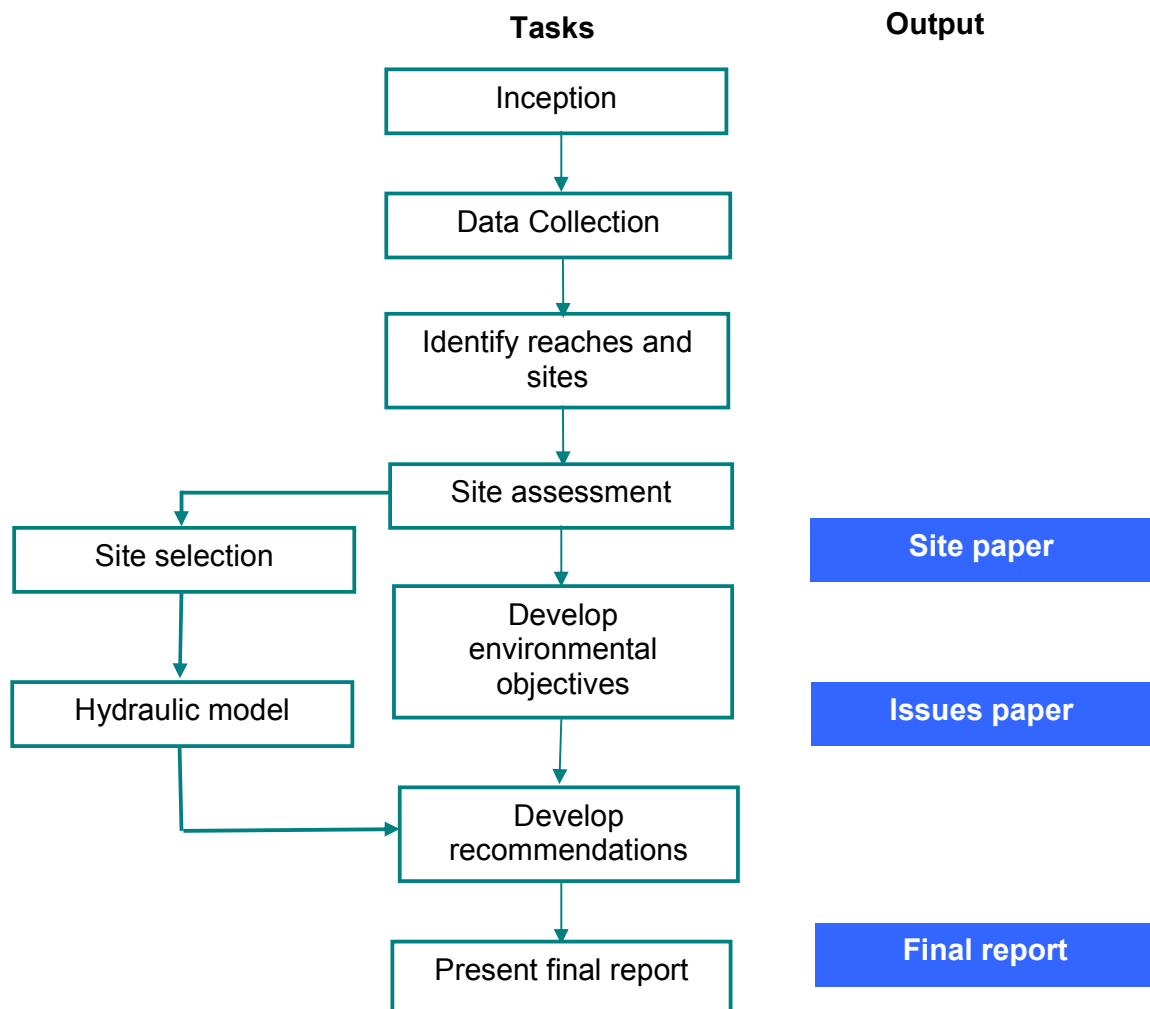 Tasks
Output
Inception
Data Collection
Identify reaches and
sites
Site assessment
Site selection
Site paper
Develop
environmental
objectives
Hydraulic model
Issues paper
Develop
recommendations
Present final report
Final report